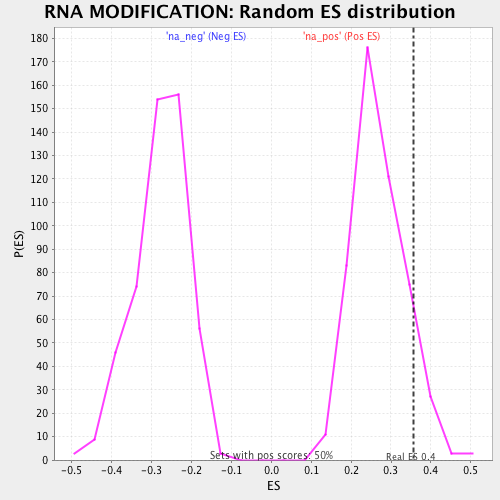 RNA MODIFICATION: Random ES distribution
'na_neg' (Neg ES) 'na_pos' (Pos ES)
180
170
160
150
140
130
120
110
100
90
80
70
60
50
40
30
20
10
0
P(ES)
Sets with pos scores: 50%
Real ES 0.4
-0.5 -0.4 -0.3 -0.2 -0.1 0.0 0.1 0.2 0.3 0.4 0.5
ES